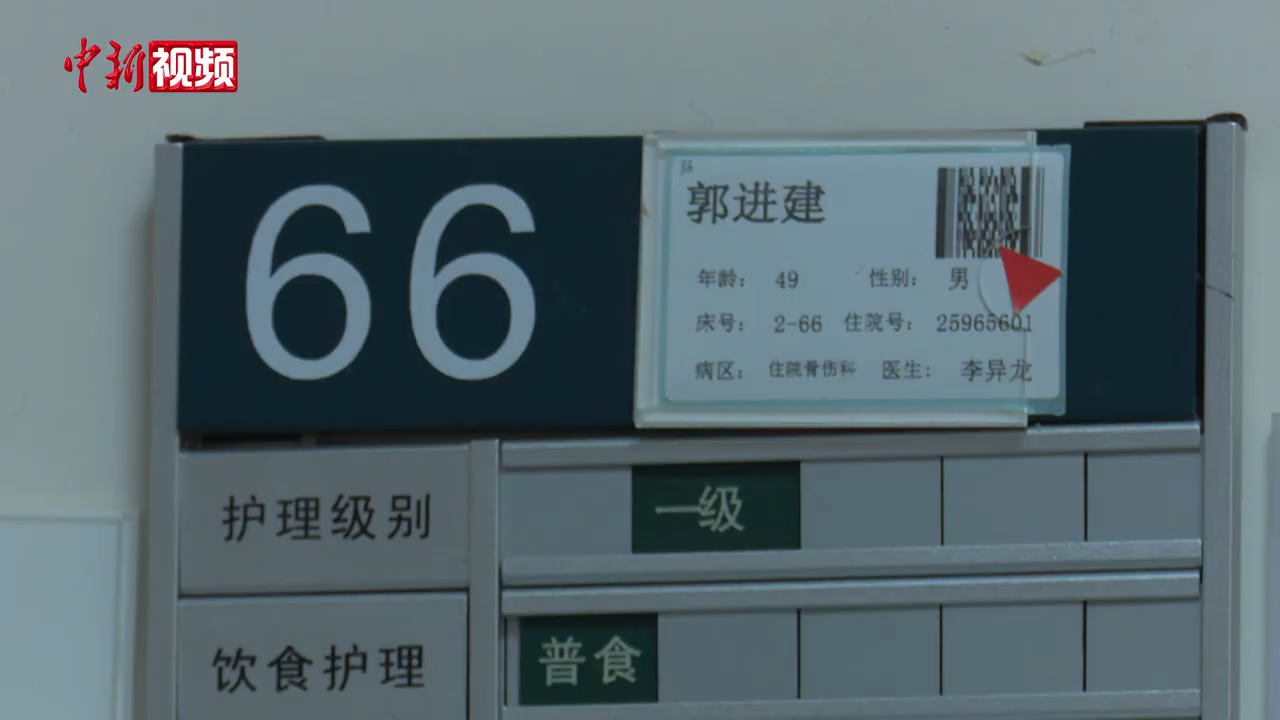 中新视频
66
郭进建
年龄: 49 性别: 男
床号: 2-66 住院号: 25965601
病区: 住院骨伤科 医生: 李异龙
护理级别 一级
饮食护理 普食